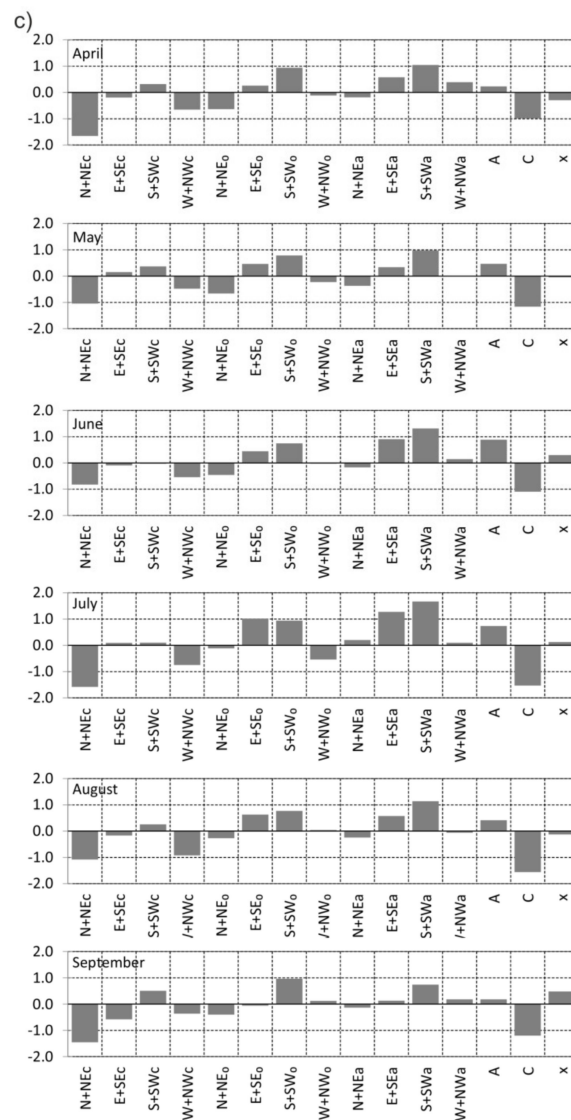 c)
2.0
April
1.0
0.0
-1.0
-2.0
N+NEc E+SEc S+SWc W+NWc N+NEo E+SEo S+SWo W+NWo N+NEa E+SEa S+SWa W+NWa A C x
2.0
May
1.0
0.0
-1.0
-2.0
N+NEc E+SEc S+SWc W+NWc N+NEo E+SEo S+SWo W+NWo N+NEa E+SEa S+SWa W+NWa A C x
2.0
June
1.0
0.0
-1.0
-2.0
N+NEc E+SEc S+SWc W+NWc N+NEo E+SEo S+SWo W+NWo N+NEa E+SEa S+SWa W+NWa A C x
2.0
July
1.0
0.0
-1.0
-2.0
N+NEc E+SEc S+SWc W+NWc N+NEo E+SEo S+SWo W+NWo N+NEa E+SEa S+SWa W+NWa A C x
2.0
August
1.0
0.0
-1.0
-2.0
N+NEc E+SEc S+SWc /+NWc N+NEo E+SEo S+SWo /+NWo N+NEa E+SEa S+SWa /+NWa A C x
2.0
September
1.0
0.0
-1.0
-2.0
N+NEc E+SEc S+SWc W+NWc N+NEo E+SEo S+SWo W+NWo N+NEa E+SEa S+SWa W+NWa A C x